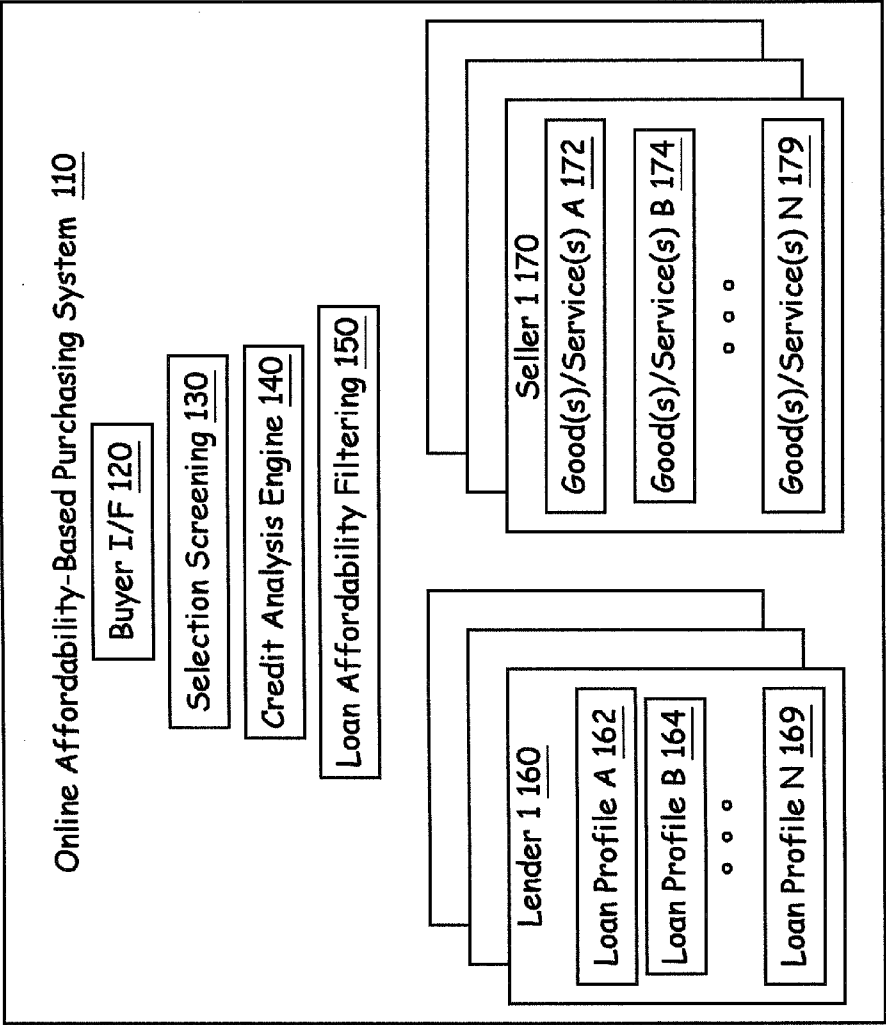 Online Affordability-Based Purchasing System 110
Buyer I/F 120
Selection Screening 130
Credit Analysis Engine 140
Loan Affordability Filtering 150
Lender 1 160
Loan Profile A 162
Loan Profile B 164
Loan Profile N 169
Seller 1 170
Good(s)/Service(s) A 172
Good(s)/Service(s) B 174
Good(s)/Service(s) N 179